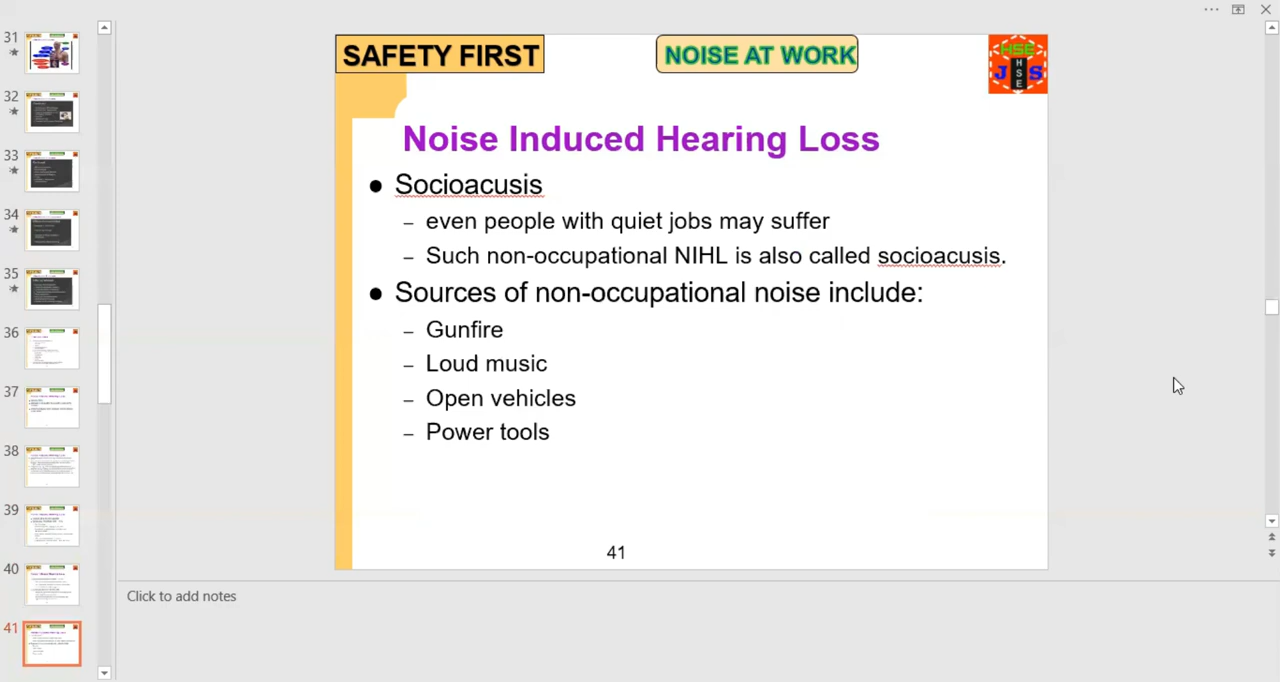 SAFETY FIRST
NOISE AT WORK
HSE
J S
H
S
E
Noise Induced Hearing Loss
● Socioacusis
– even people with quiet jobs may suffer
– Such non-occupational NIHL is also called socioacusis.
● Sources of non-occupational noise include:
– Gunfire
– Loud music
– Open vehicles
– Power tools
41
Click to add notes
31
32
33
34
35
36
37
38
39
40
41